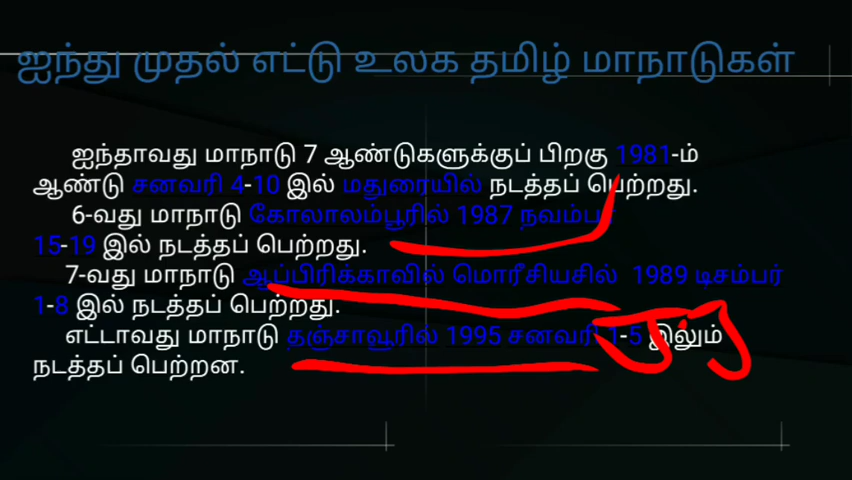 ஐந்து முதல் எட்டு உலக தமிழ் மாநாடுகள்
ஐந்தாவது மாநாடு 7 ஆண்டுகளுக்குப் பிறகு 1981-ம்
ஆண்டு சனவரி 4-10 இல் மதுரையில் நடத்தப் பெற்றது.
6-வது மாநாடு கோலாலம்பூரில் 1987 நவம்பர்
15-19 இல் நடத்தப் பெற்றது.
7-வது மாநாடு ஆப்பிரிக்காவில் மொரீசியசில் 1989 டிசம்பர்
1-8 இல் நடத்தப் பெற்றது.
எட்டாவது மாநாடு தஞ்சாவூரில் 1995 சனவரி 1-5 இலும்
நடத்தப் பெற்றன.